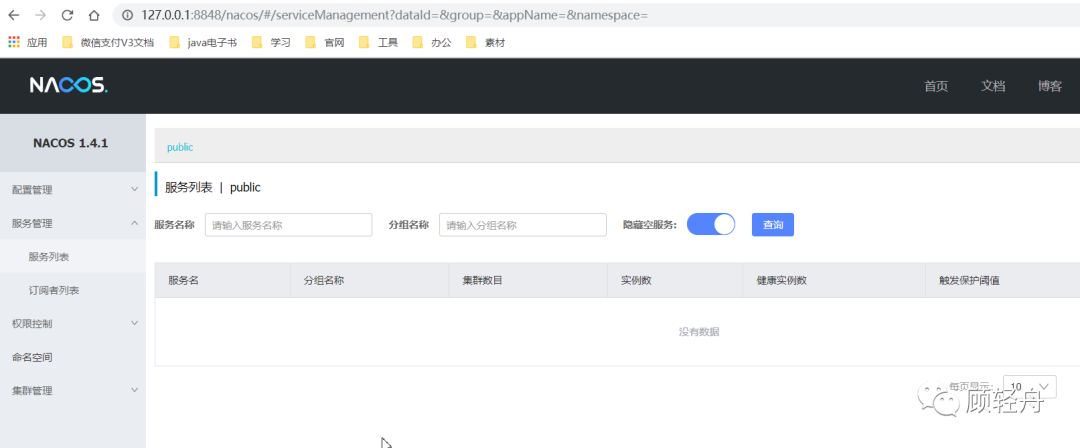 127.0.0.1:8848/nacos/#/serviceManagement?dataId=&group=&appName=&namespace=
应用 微信支付V3文档 java电子书 学习 官网 工具 办公 素材
NACOS. 首页 文档 博客
NACOS 1.4.1
public
配置管理
服务列表 | public
服务管理
服务名称 请输入服务名称 分组名称 请输入分组名称 隐藏空服务: 查询
服务列表
服务名 分组名称 集群数目 实例数 健康实例数 触发保护阈值
订阅者列表
权限控制
没有数据
命名空间
集群管理
每页显示: 10
顾轻舟